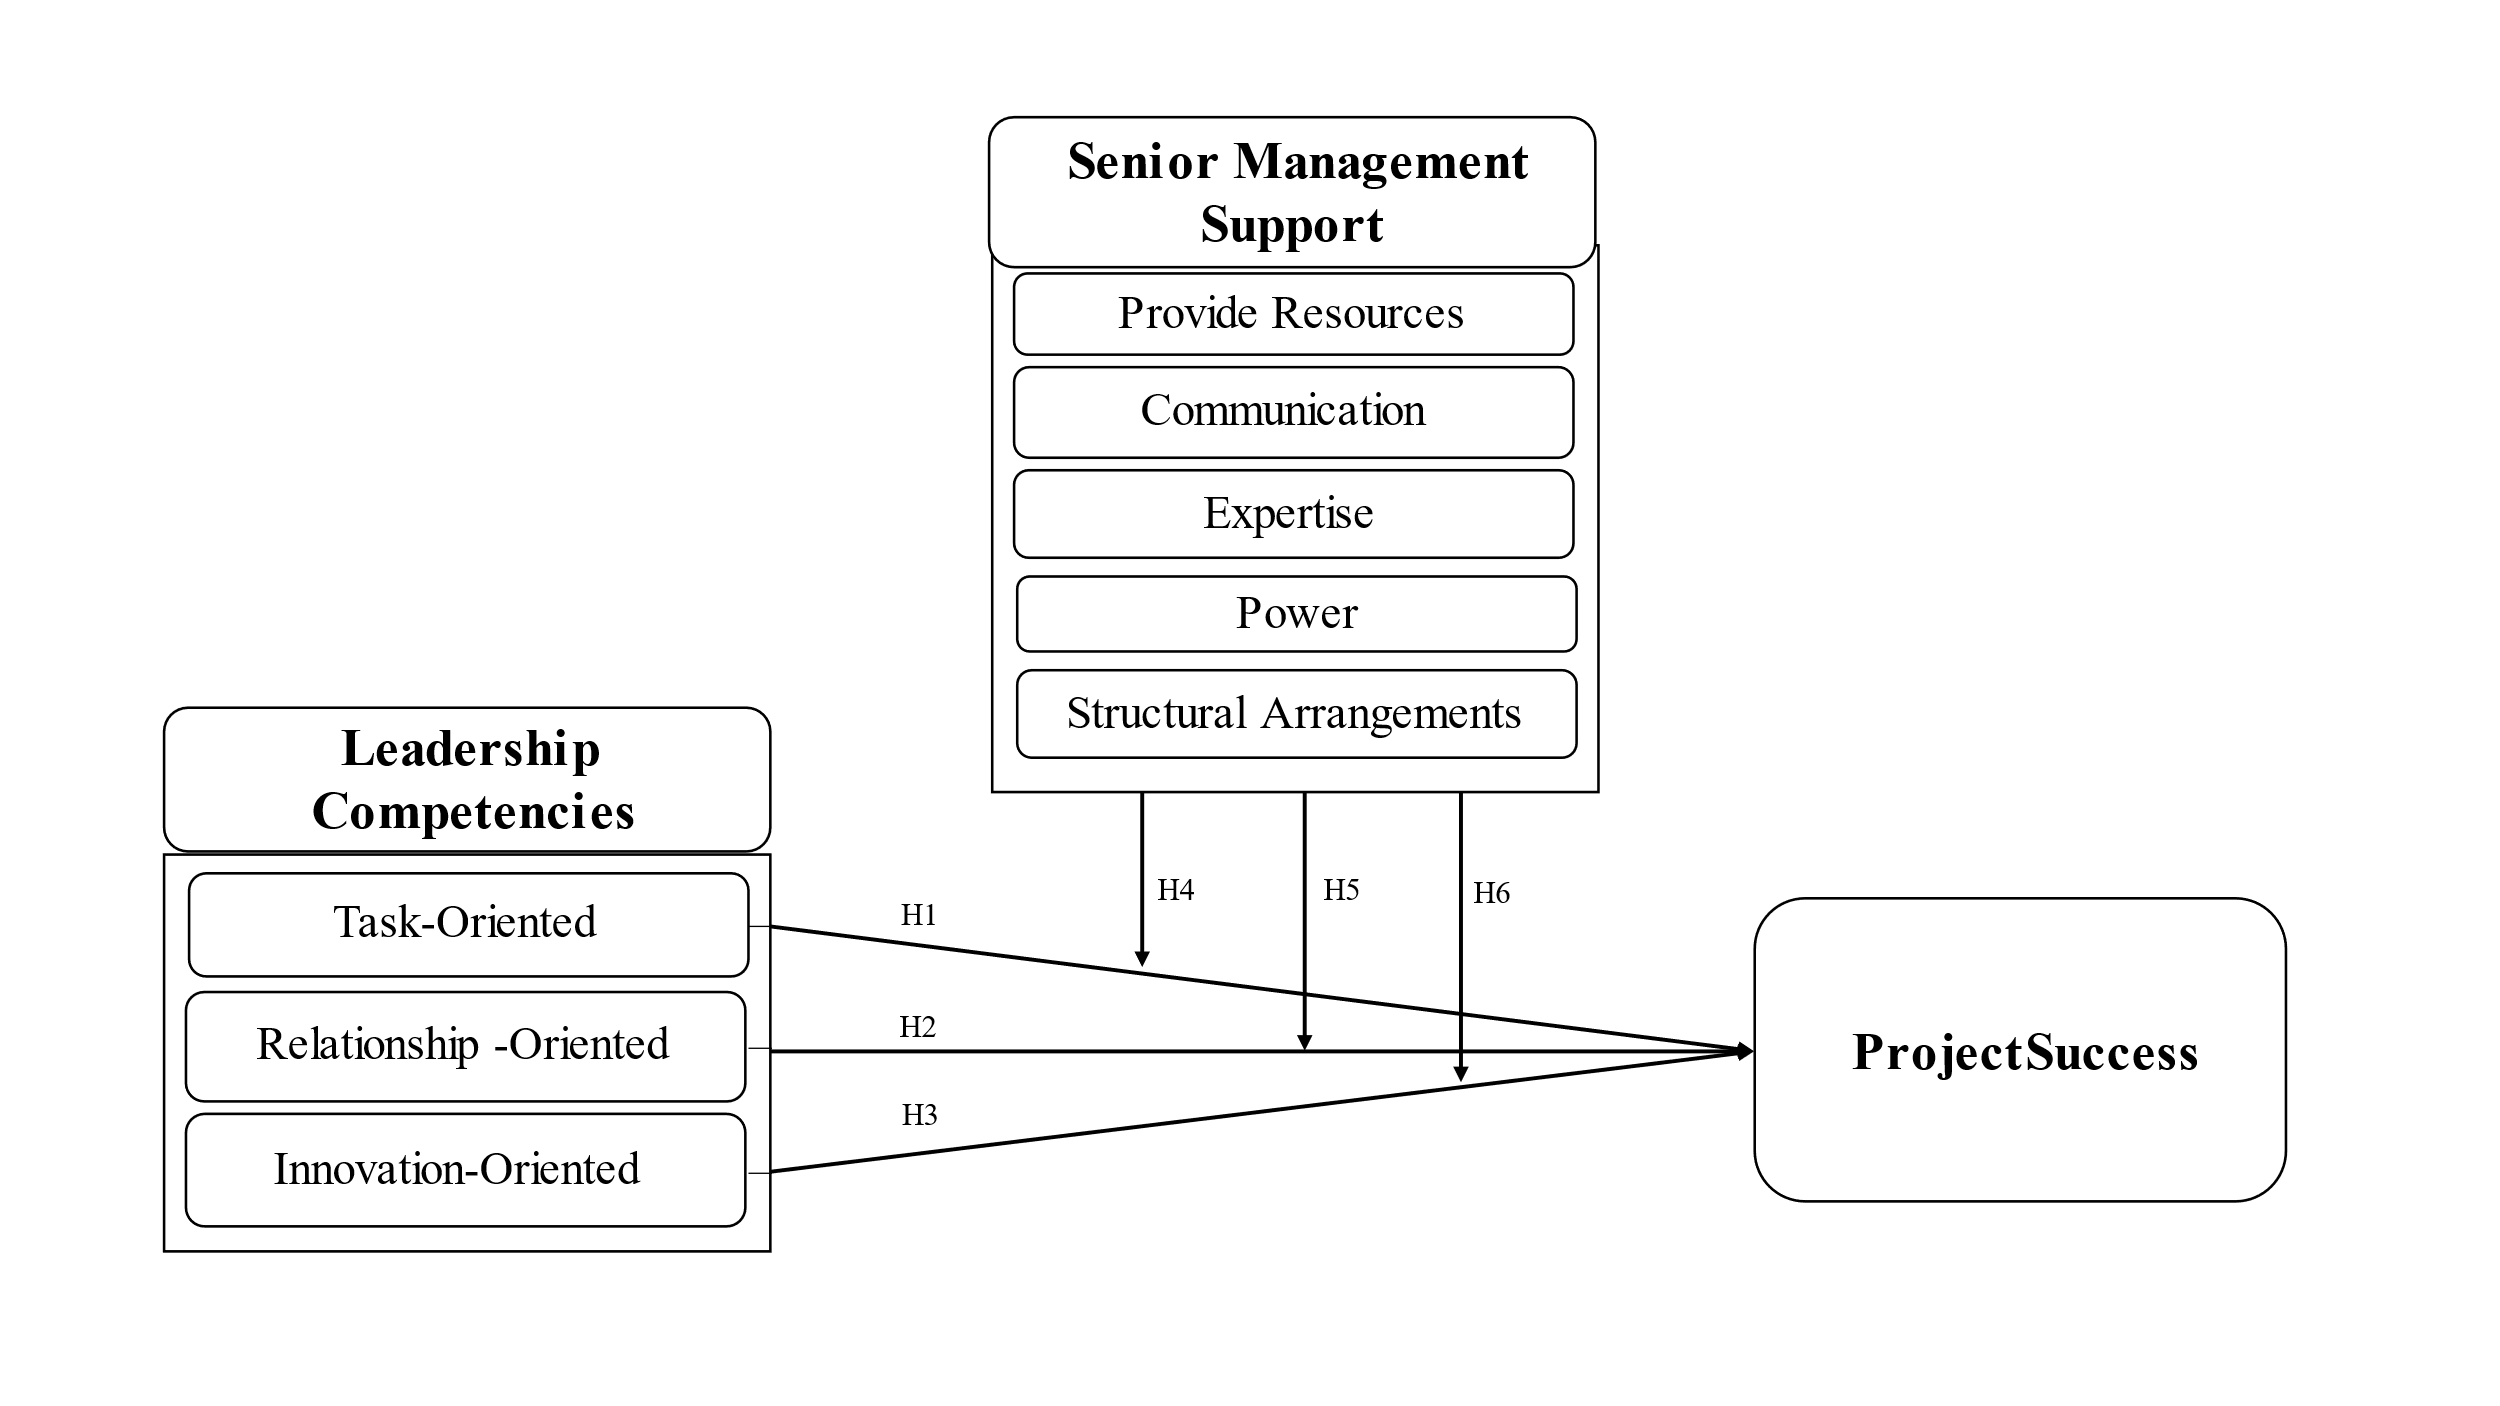 Senior Management
Support
Provide Resources
Communication
Expertise
Power
Structural Arrangements
Leadership
Competencies
Task-Oriented
Relationship -Oriented
Innovation-Oriented
H1
H2
H3
H4
H5
H6
ProjectSuccess